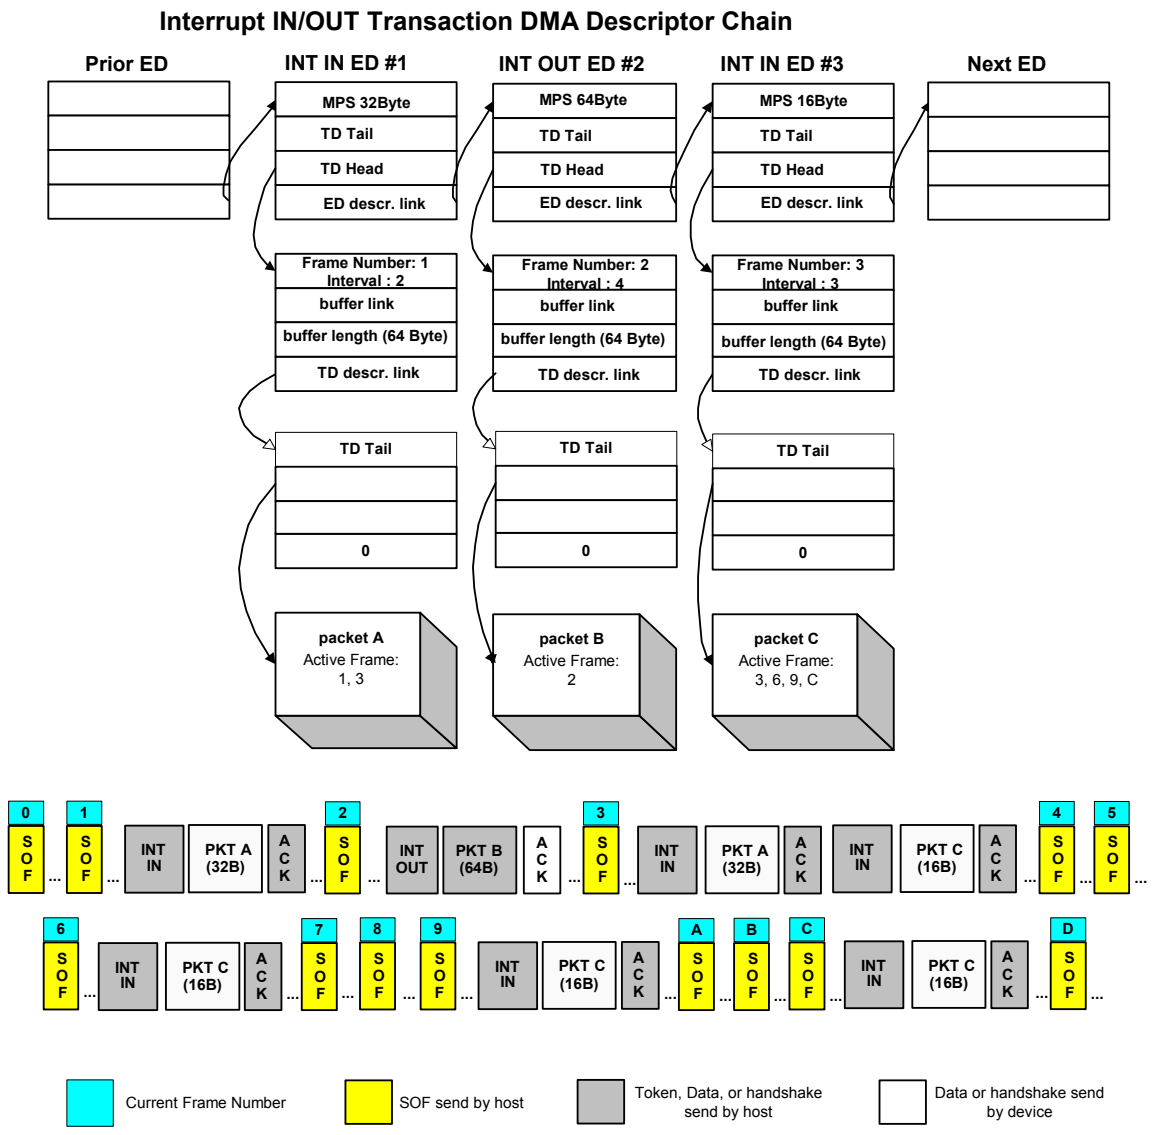 Interrupt IN/OUT Transaction DMA Descriptor Chain
Prior ED
INT IN ED #1
INT OUT ED #2
INT IN ED #3
Next ED
MPS 32Byte
TD Tail
TD Head
ED descr. link
MPS 64Byte
TD Tail
TD Head
ED descr. link
MPS 16Byte
TD Tail
TD Head
ED descr. link
Frame Number: 1
Interval : 2
buffer link
buffer length (64 Byte)
TD descr. link
Frame Number: 2
Interval : 4
buffer link
buffer length (64 Byte)
TD descr. link
Frame Number: 3
Interval : 3
buffer link
buffer length (64 Byte)
TD descr. link
TD Tail
0
TD Tail
0
TD Tail
0
packet A
Active Frame:
1, 3
packet B
Active Frame:
2
packet C
Active Frame:
3, 6, 9, C
0
SOF
...
1
SOF
...
INT
IN
PKT A
(32B)
ACK
...
2
SOF
...
INT
OUT
PKT B
(64B)
ACK
...
3
SOF
...
INT
IN
PKT A
(32B)
ACK
INT
IN
PKT C
(16B)
ACK
...
4
SOF
...
5
SOF
...
6
SOF
...
INT
IN
PKT C
(16B)
ACK
...
7
SOF
...
8
SOF
...
9
SOF
...
INT
IN
PKT C
(16B)
ACK
...
A
SOF
...
B
SOF
...
C
SOF
...
INT
IN
PKT C
(16B)
ACK
...
D
SOF
...
Current Frame Number
SOF send by host
Token, Data, or handshake
send by host
Data or handshake send
by device